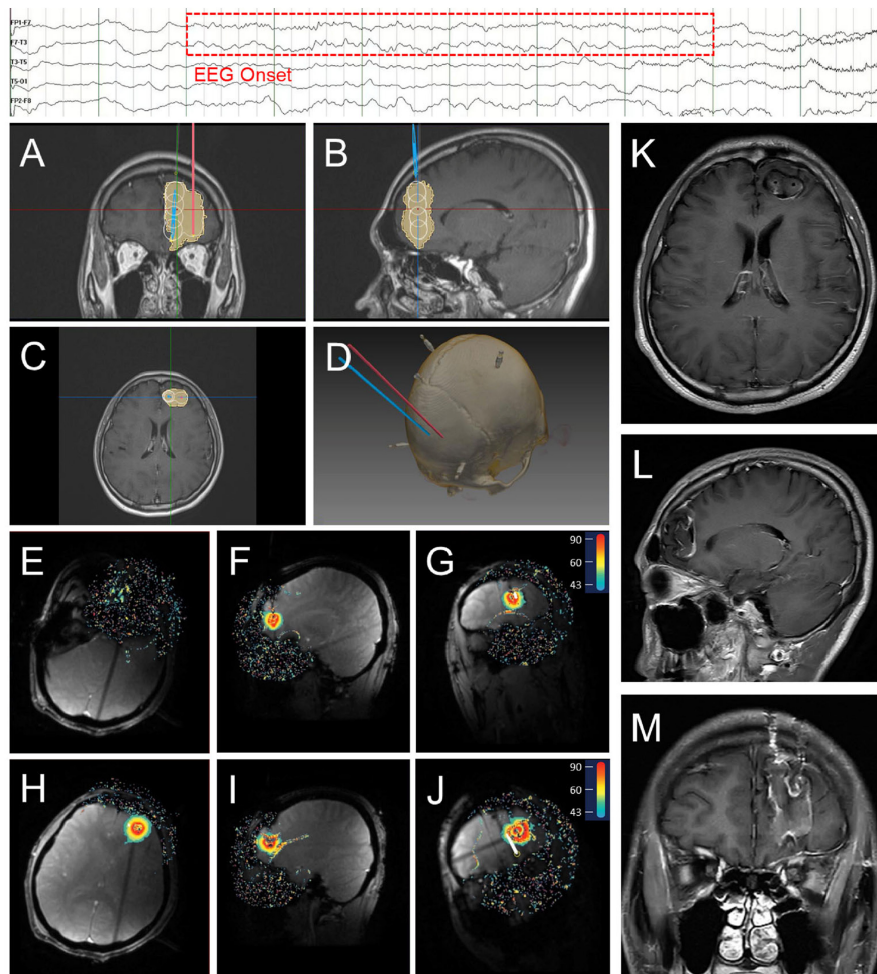 FP1-F7
F7-T3
T3-T5
T5-O1
FP2-F8
EEG Onset
A
B
K
C
D
L
E
F
G
90
60
43
M
H
I
J
90
60
43